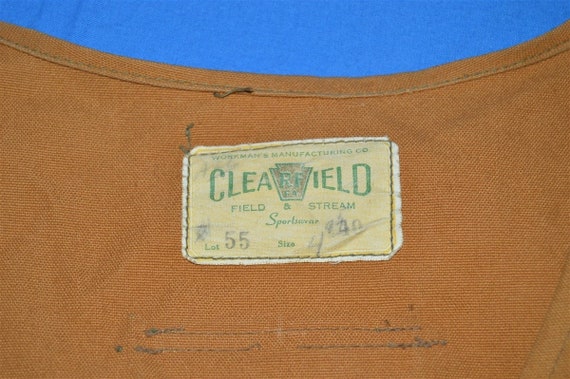 WORKMAN'S MANUFACTURING CO.
CLEARFIELD
FIELD & STREAM
Sportswear
Lot 55 Size